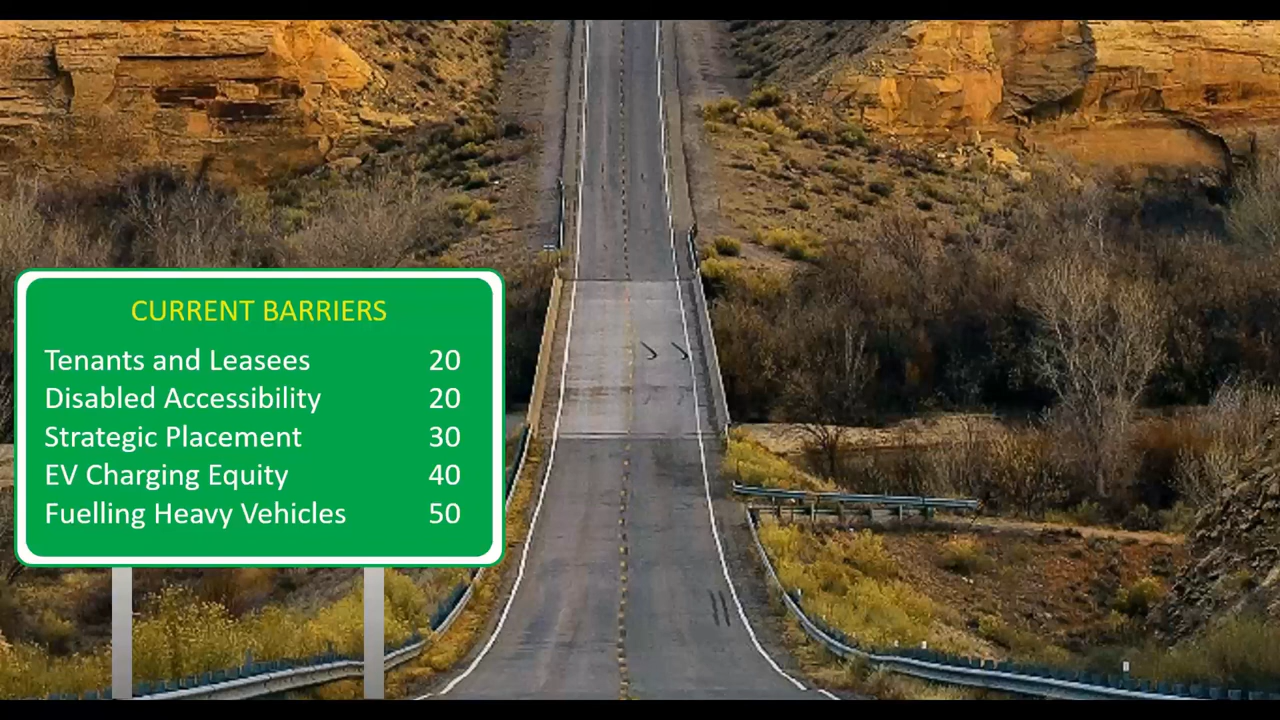 CURRENT BARRIERS
Tenants and Leasees 20
Disabled Accessibility 20
Strategic Placement 30
EV Charging Equity 40
Fuelling Heavy Vehicles 50